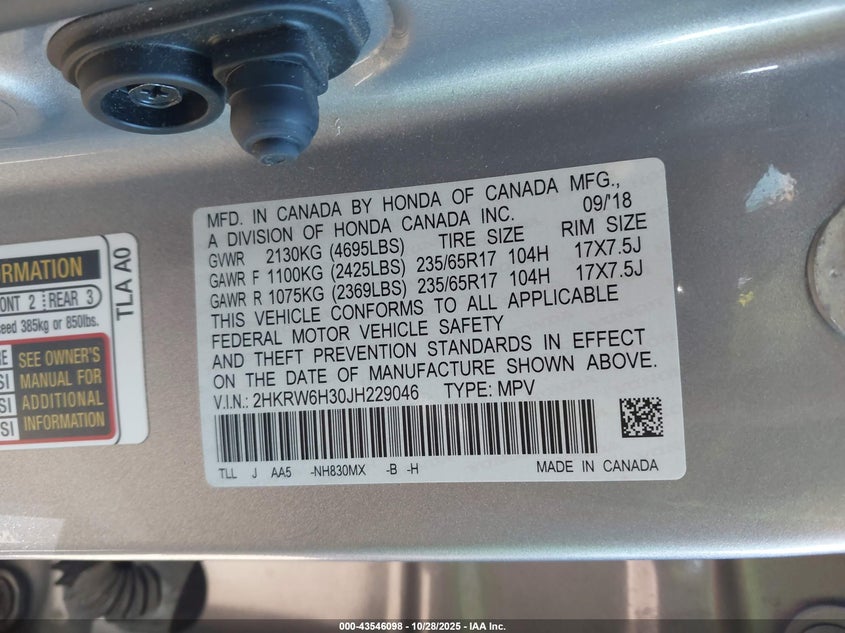 MFD. IN CANADA BY HONDA OF CANADA MFG.,
A DIVISION OF HONDA CANADA INC. 09/'18
GVWR 2130KG (4695LBS) TIRE SIZE RIM SIZE
GAWR F 1100KG (2425LBS) 235/65R17 104H 17X7.5J
GAWR R 1075KG (2369LBS) 235/65R17 104H 17X7.5J
THIS VEHICLE CONFORMS TO ALL APPLICABLE
FEDERAL MOTOR VEHICLE SAFETY
AND THEFT PREVENTION STANDARDS IN EFFECT
ON THE DATE OF MANUFACTURE SHOWN ABOVE.
V.I.N.: 2HKRW6H30JH229046 TYPE: MPV
TLL J AA5 -NH830MX -B -H MADE IN CANADA
ORMATION
ONT 2 REAR 3
eed 385kg or 850lbs.
TLA A0
RE
SI
SI
SI
SEE OWNER'S
MANUAL FOR
ADDITIONAL
INFORMATION
000-43546098 - 10/28/2025 - IAA Inc.